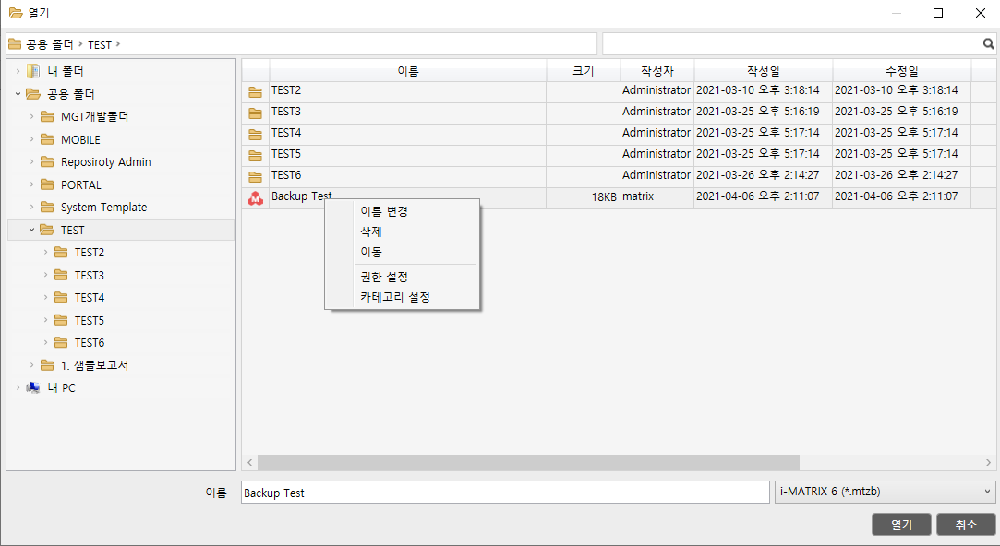 열기
공용 폴더 › TEST ›
내 폴더
공용 폴더
MGT개발폴더
MOBILE
Reposiroty Admin
PORTAL
System Template
TEST
TEST2
TEST3
TEST4
TEST5
TEST6
1. 샘플보고서
내 PC
이름 크기 작성자 작성일 수정일
TEST2 Administrator 2021-03-10 오후 3:18:14 2021-03-10 오후 3:18:14
TEST3 Administrator 2021-03-25 오후 5:16:19 2021-03-25 오후 5:16:19
TEST4 Administrator 2021-03-25 오후 5:17:14 2021-03-25 오후 5:17:14
TEST5 Administrator 2021-03-25 오후 5:17:14 2021-03-25 오후 5:17:14
TEST6 Administrator 2021-03-26 오후 2:14:27 2021-03-26 오후 2:14:27
Backup Test 18KB matrix 2021-04-06 오후 2:11:07 2021-04-06 오후 2:11:07
이름 변경
삭제
이동
권한 설정
카테고리 설정
이름 Backup Test i-MATRIX 6 (*.mtzb)
열기 취소